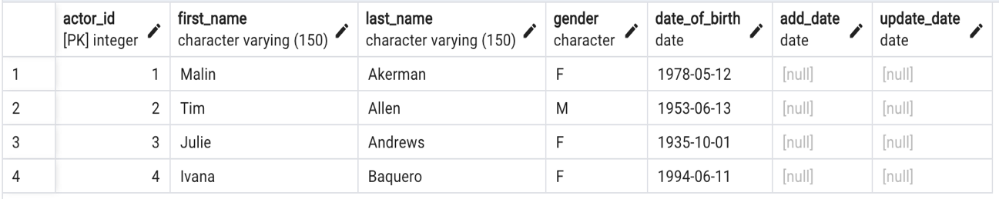 actor_id first_name last_name gender date_of_birth add_date update_date
[PK] integer character varying (150) character varying (150) character date date date
1 1 Malin Akerman F 1978-05-12 [null] [null]
2 2 Tim Allen M 1953-06-13 [null] [null]
3 3 Julie Andrews F 1935-10-01 [null] [null]
4 4 Ivana Baquero F 1994-06-11 [null] [null]